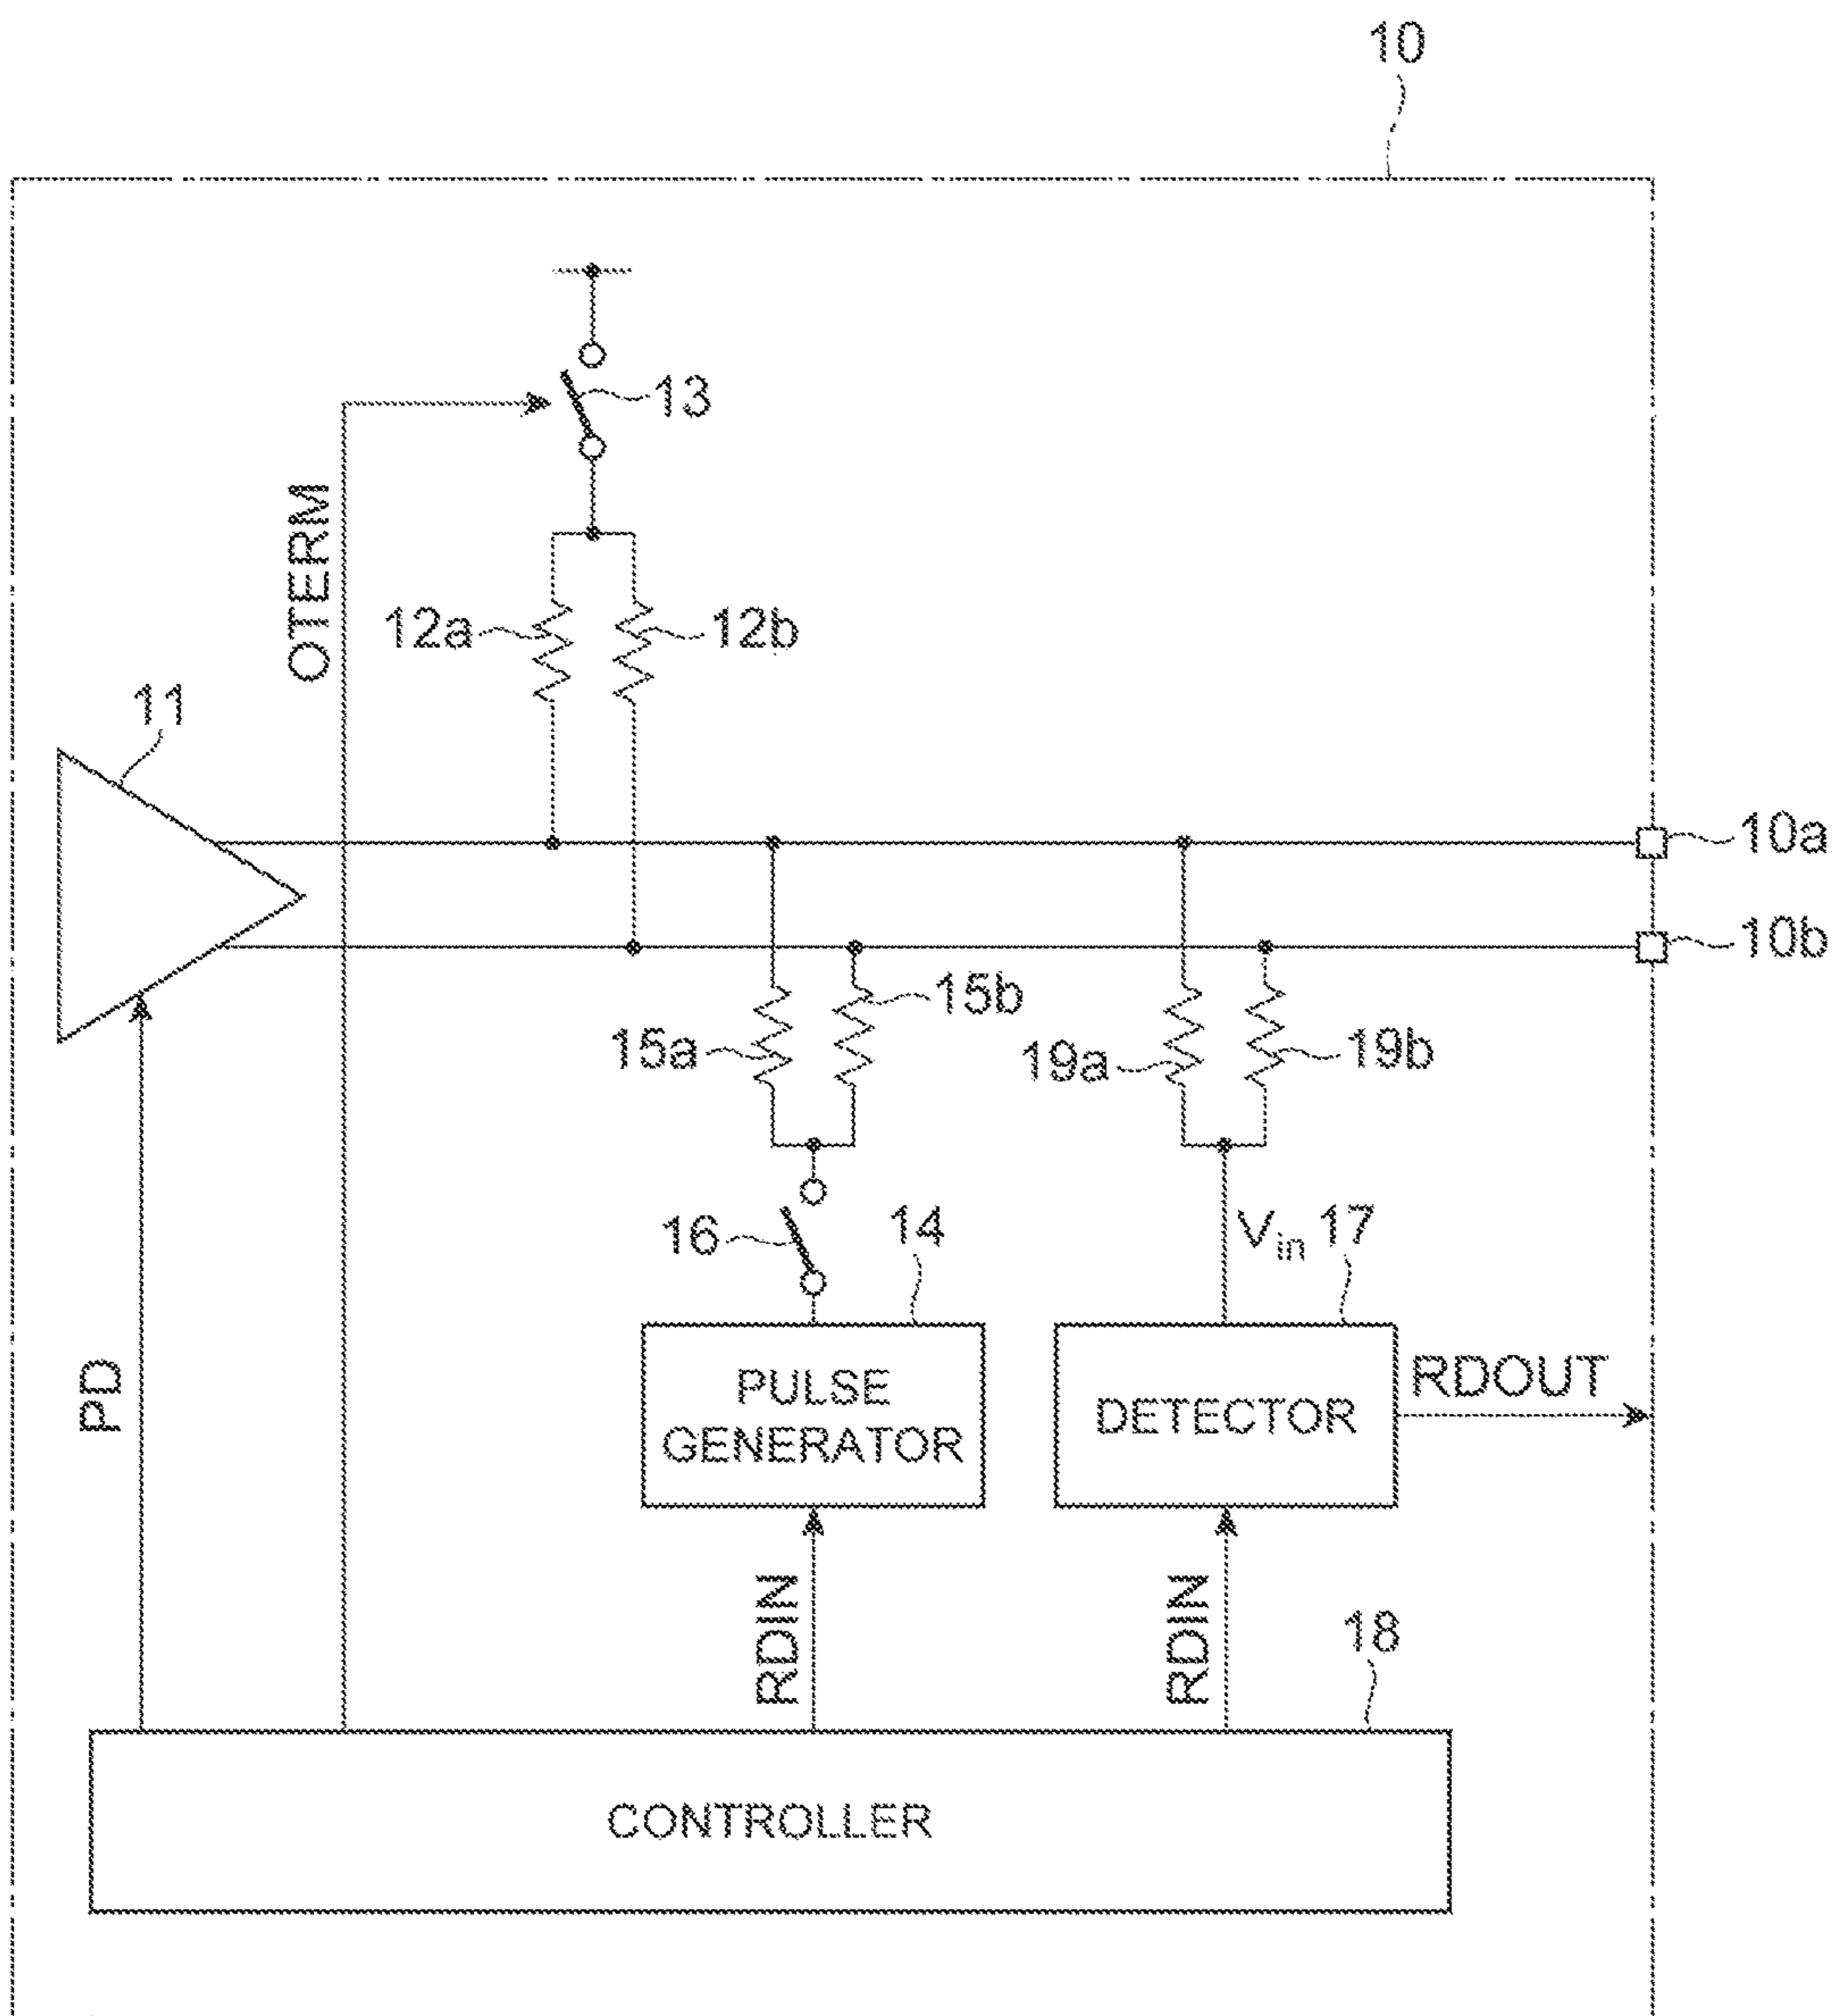 10
13
OTERM
12a
12b
11
10a
10b
15b
15a
19a
19b
16
14
Vin
17
PULSE
GENERATOR
DETECTOR
RDOUT
PD
RDIN
RDIN
18
CONTROLLER